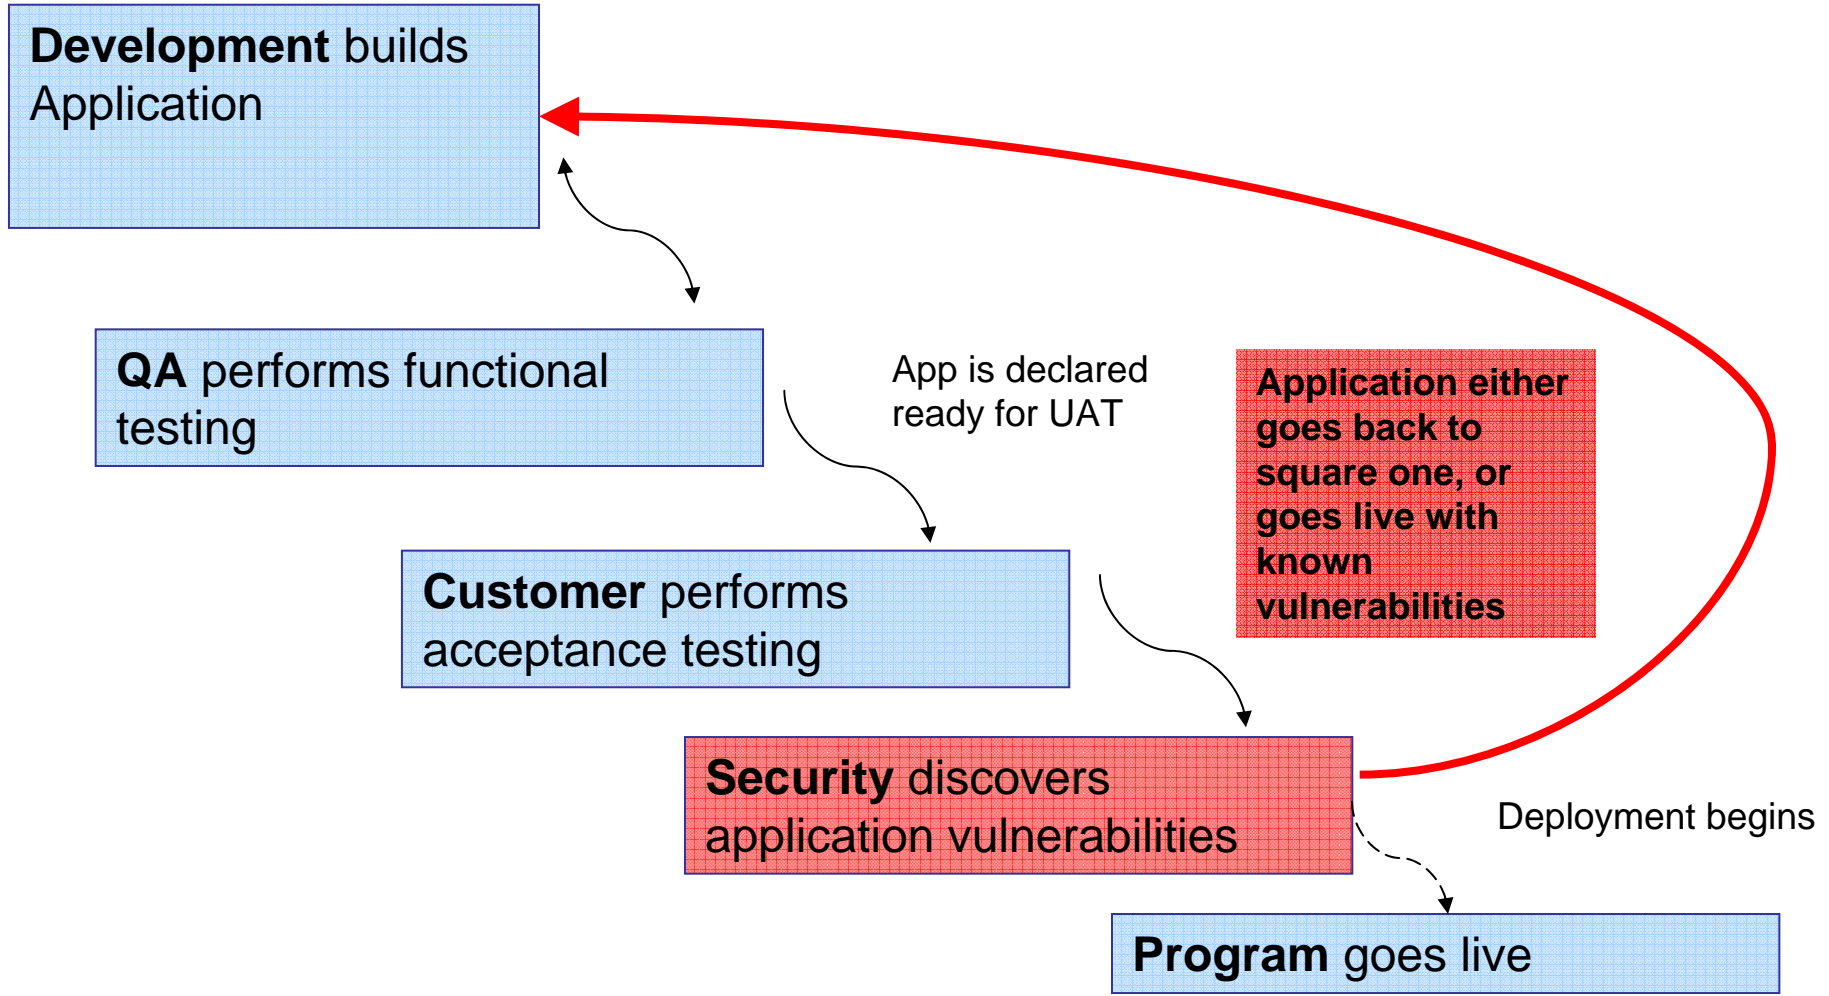 Development builds
Application
QA performs functional
testing
App is declared
ready for UAT
Application either
goes back to
square one, or
goes live with
known
vulnerabilities
Customer performs
acceptance testing
Security discovers
application vulnerabilities
Deployment begins
Program goes live